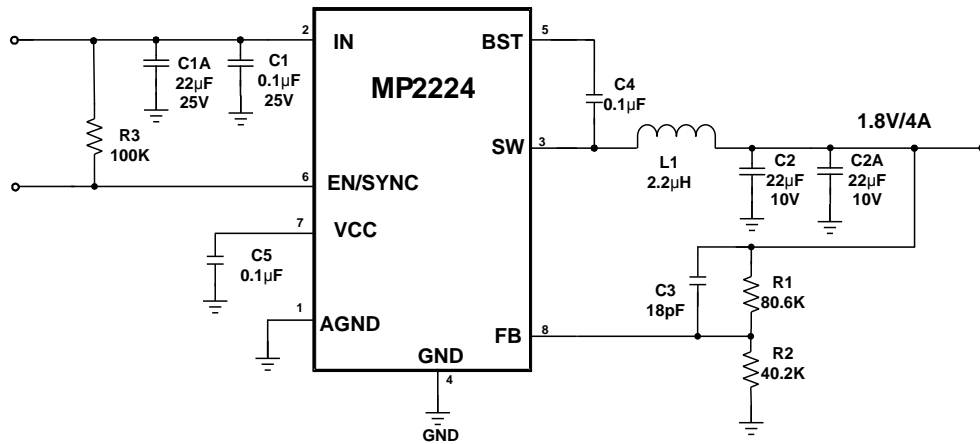 2
IN
C1A
22μF
25V
C1
0.1μF
25V
MP2224
BST
5
C4
0.1μF
R3
100K
SW
3
L1
2.2μH
1.8V/4A
C2
22μF
10V
C2A
22μF
10V
6
EN/SYNC
7
VCC
C5
0.1μF
1
AGND
GND
4
GND
FB
8
C3
18pF
R1
80.6K
R2
40.2K